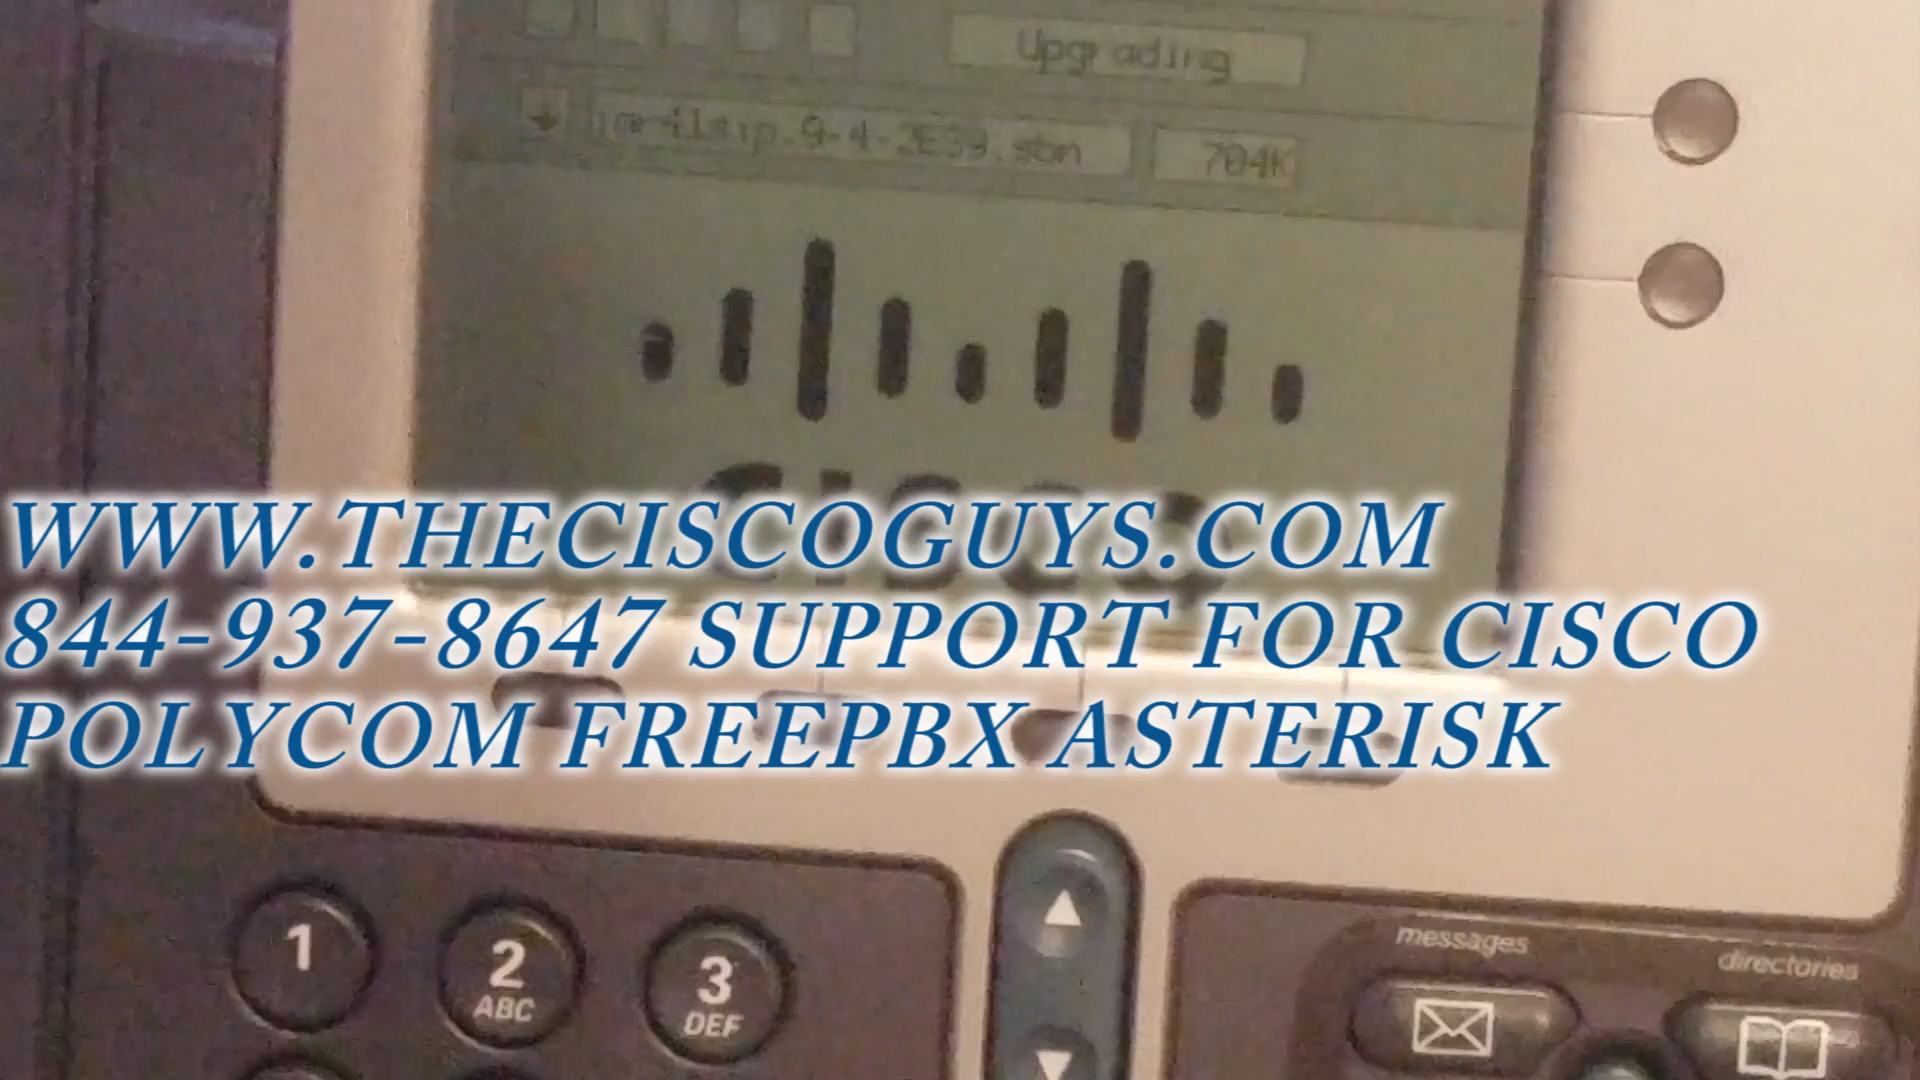 Upgrading
704K
CISCO
WWW.THECISCOGUYS.COM
844-937-8647 SUPPORT FOR CISCO
POLYCOM FREEPBX ASTERISK
1
2
ABC
3
DEF
messages
directories